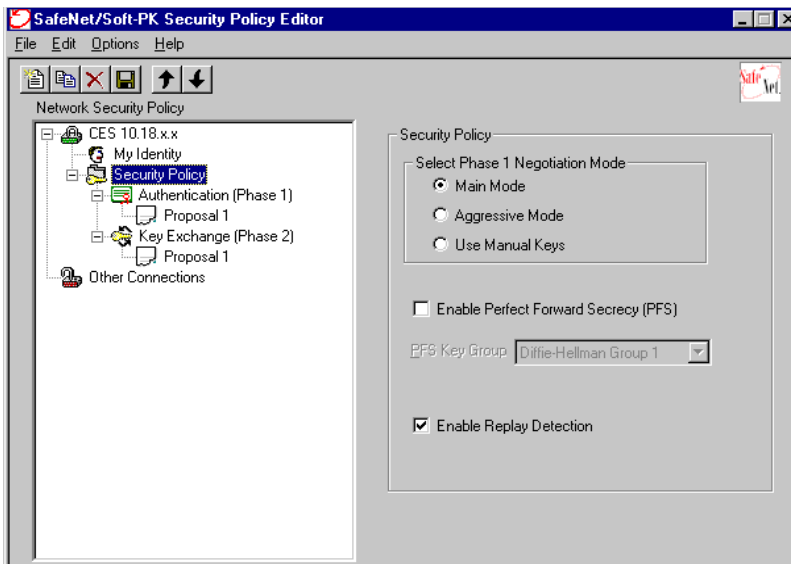 SafeNet/Soft-PK Security Policy Editor
File Edit Options Help
Safe Net.
Network Security Policy
CES 10.18.x.x
My Identity
Security Policy
Authentication (Phase 1)
Proposal 1
Key Exchange (Phase 2)
Proposal 1
Other Connections
Security Policy
Select Phase 1 Negotiation Mode
Main Mode
Aggressive Mode
Use Manual Keys
Enable Perfect Forward Secrecy (PFS)
PFS Key Group Diffie-Hellman Group 1
Enable Replay Detection